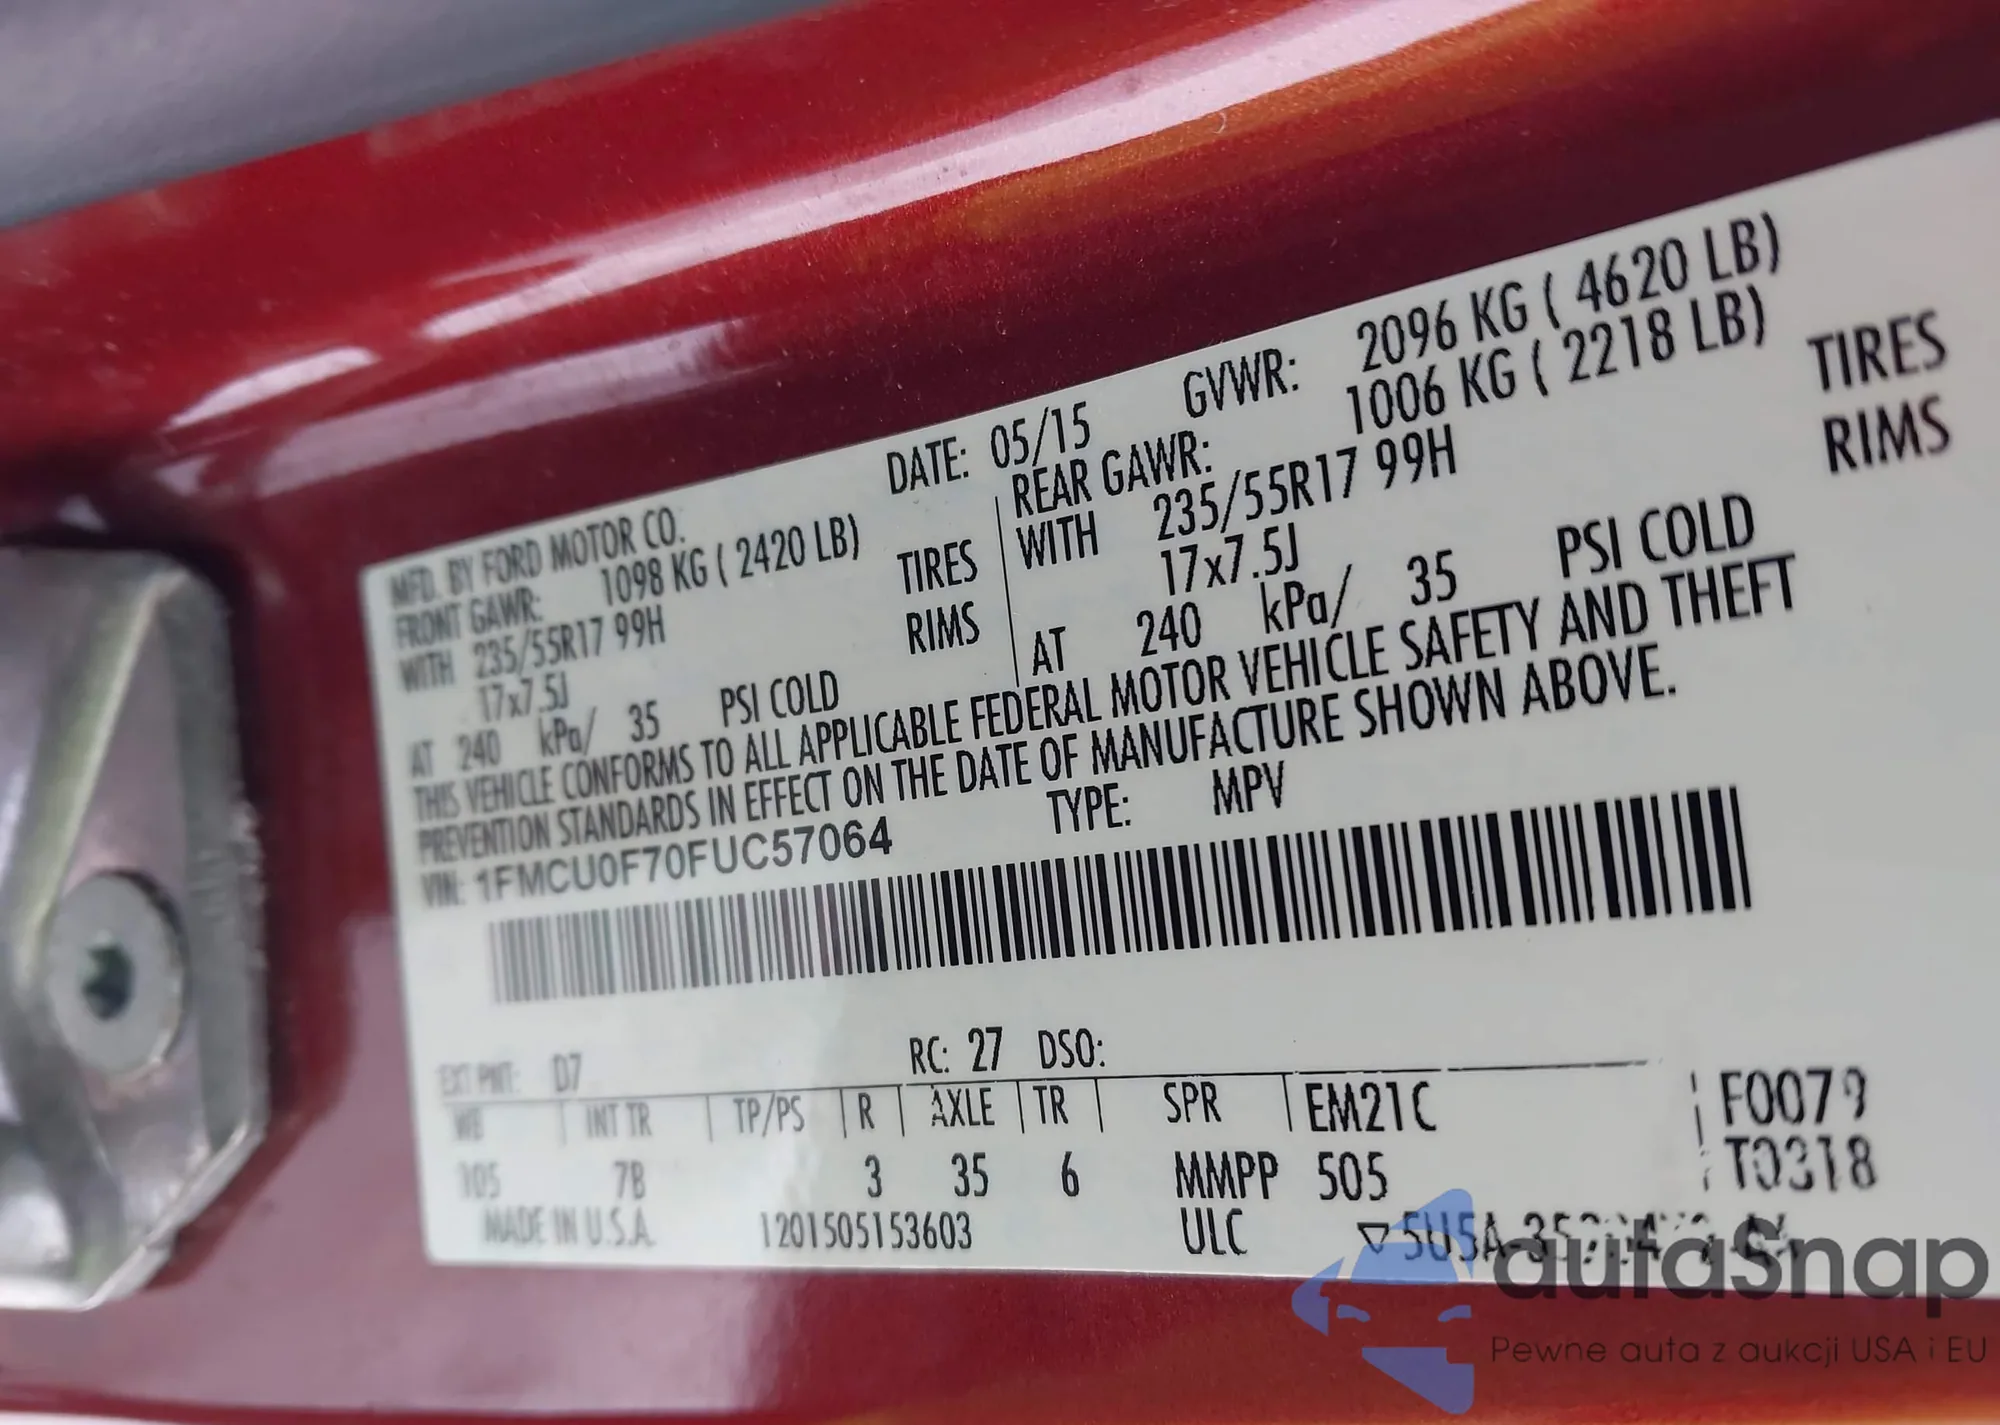 MFD. BY FORD MOTOR CO. DATE: 05/15 GVWR: 2096 KG ( 4620 LB)
FRONT GAWR: 1098 KG ( 2420 LB) REAR GAWR: 1006 KG ( 2218 LB)
WITH 235/55R17 99H TIRES WITH 235/55R17 99H TIRES
17x7.5J RIMS 17x7.5J RIMS
AT 240 kPa/ 35 PSI COLD AT 240 kPa/ 35 PSI COLD
THIS VEHICLE CONFORMS TO ALL APPLICABLE FEDERAL MOTOR VEHICLE SAFETY AND THEFT
PREVENTION STANDARDS IN EFFECT ON THE DATE OF MANUFACTURE SHOWN ABOVE.
VIN: 1FMCU0F70FUC57064 TYPE: MPV
EXT PNT: D7 RC: 27 DSO:
WB INT TR TP/PS R AXLE TR SPR EM21C F0079
105 7B 3 35 6 MMPP 505 T0318
MADE IN U.S.A. 1201505153603 ULC
autaSnap
Pewne auta z aukcji USA i EU